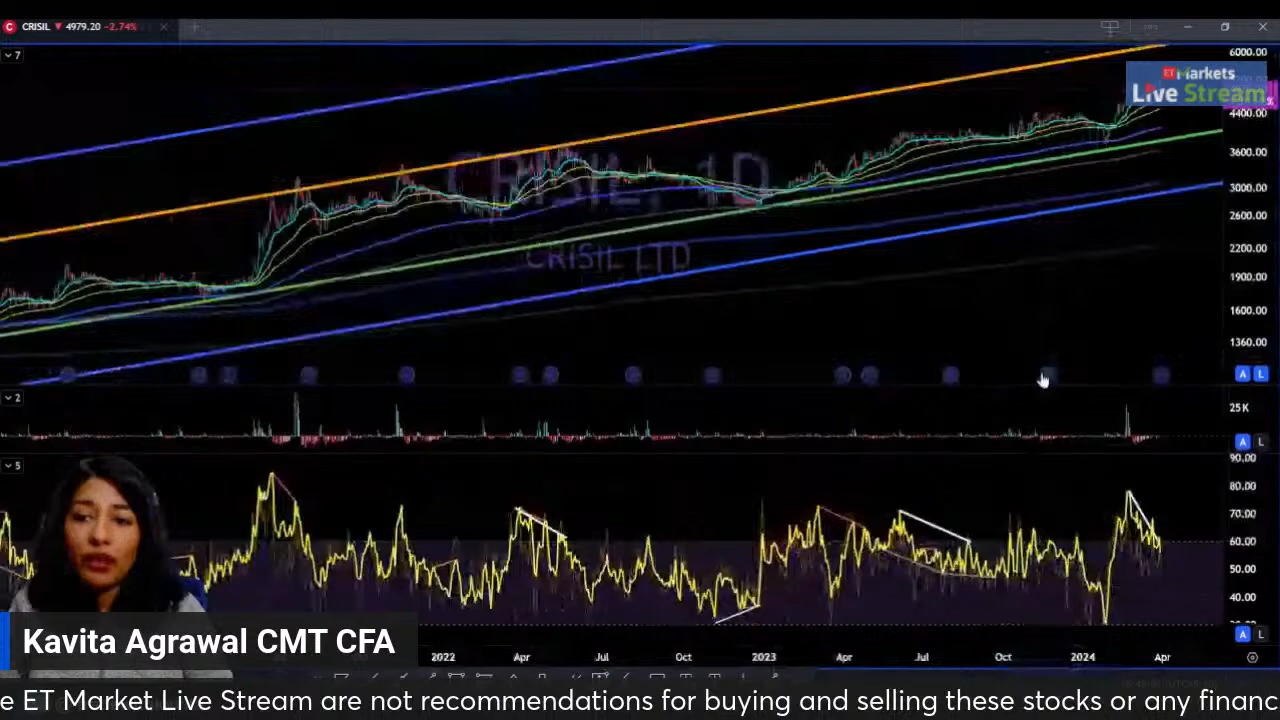 C CRISIL ▼ 4979.20 -2.74%
7
6000.00
ET Markets
Live Stream
4400.00
3600.00
CRISIL, 1D
3000.00
2600.00
CRISIL LTD
2200.00
1900.00
1600.00
1360.00
A L
2
25 K
A L
5
90.00
80.00
70.00
60.00
50.00
40.00
A L
Kavita Agrawal CMT CFA
2022 Apr Jul Oct 2023 Apr Jul Oct 2024 Apr
e ET Market Live Stream are not recommendations for buying and selling these stocks or any financ